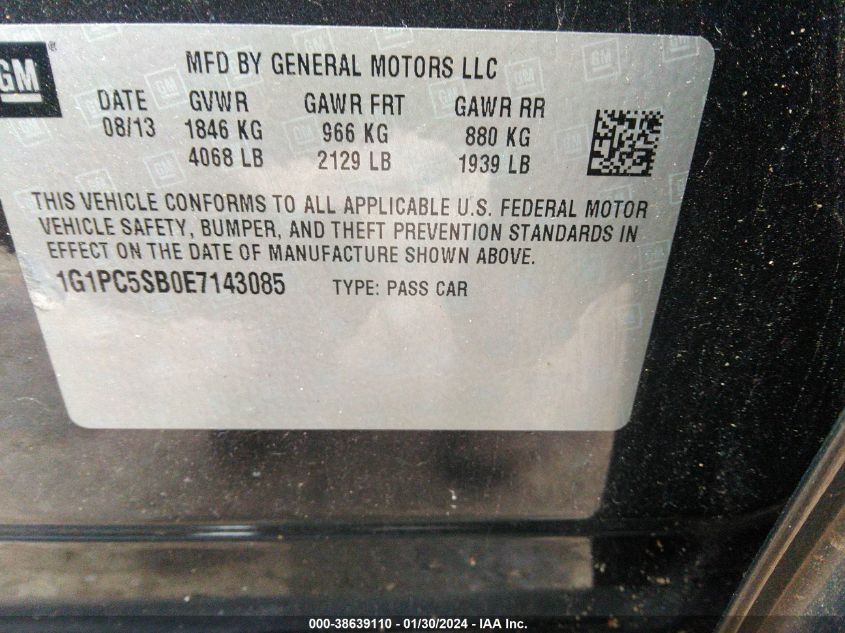 GM
MFD BY GENERAL MOTORS LLC
DATE GVWR GAWR FRT GAWR RR
08/13 1846 KG 966 KG 880 KG
4068 LB 2129 LB 1939 LB
THIS VEHICLE CONFORMS TO ALL APPLICABLE U.S. FEDERAL MOTOR
VEHICLE SAFETY, BUMPER, AND THEFT PREVENTION STANDARDS IN
EFFECT ON THE DATE OF MANUFACTURE SHOWN ABOVE.
1G1PC5SB0E7143085 TYPE: PASS CAR
000-38639110 - 01/30/2024 - IAA Inc.